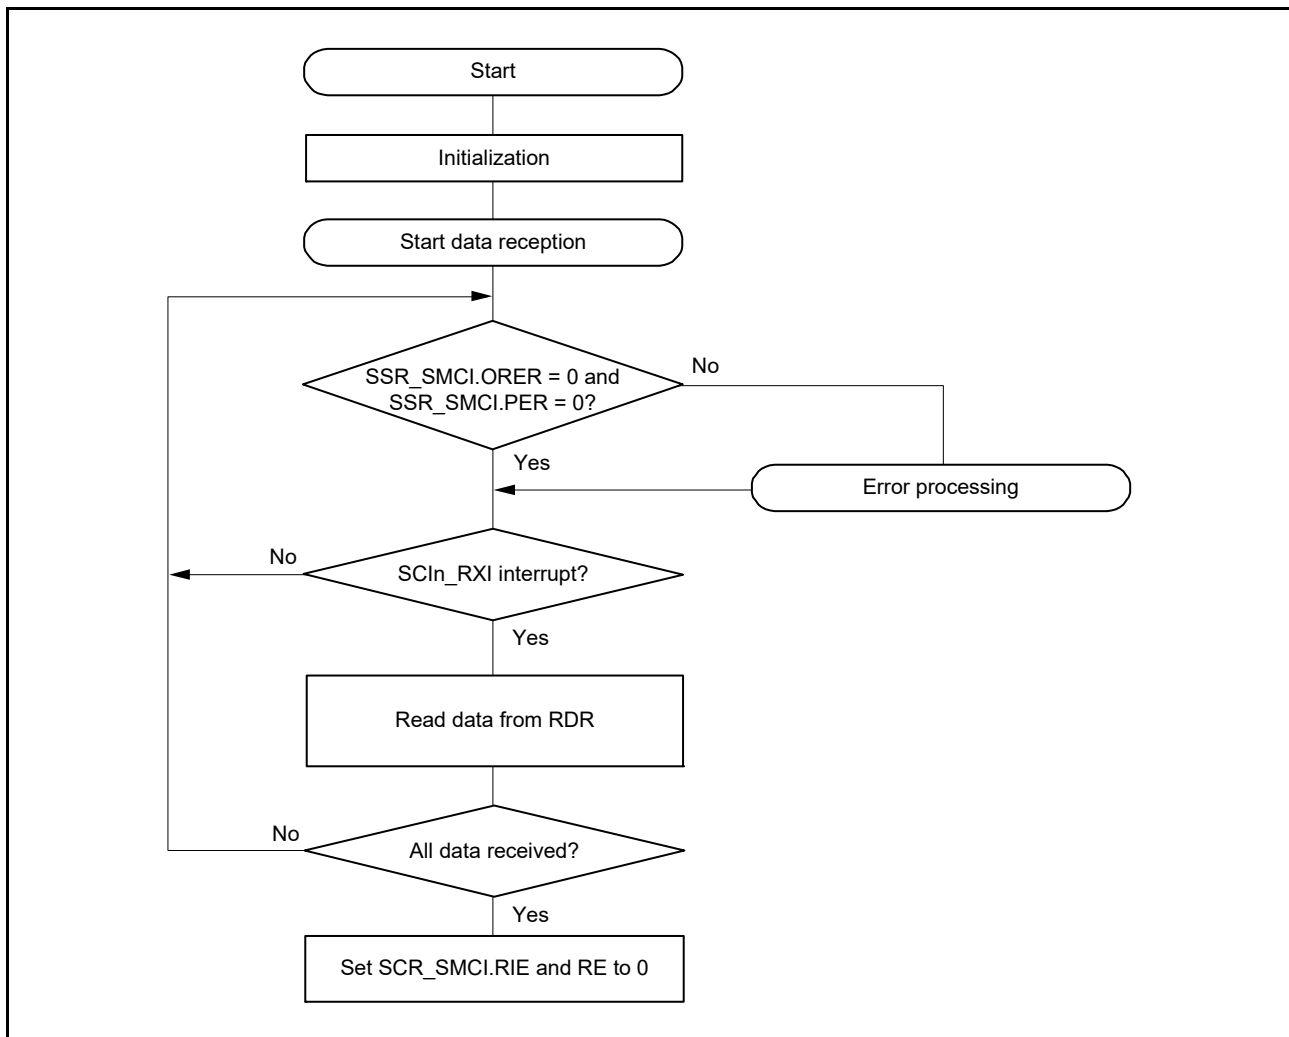 Start
Initialization
Start data reception
SSR_SMCI.ORER = 0 and
SSR_SMCI.PER = 0?
No
Yes
Error processing
No
SCIn_RXI interrupt?
Yes
Read data from RDR
No
All data received?
Yes
Set SCR_SMCI.RIE and RE to 0